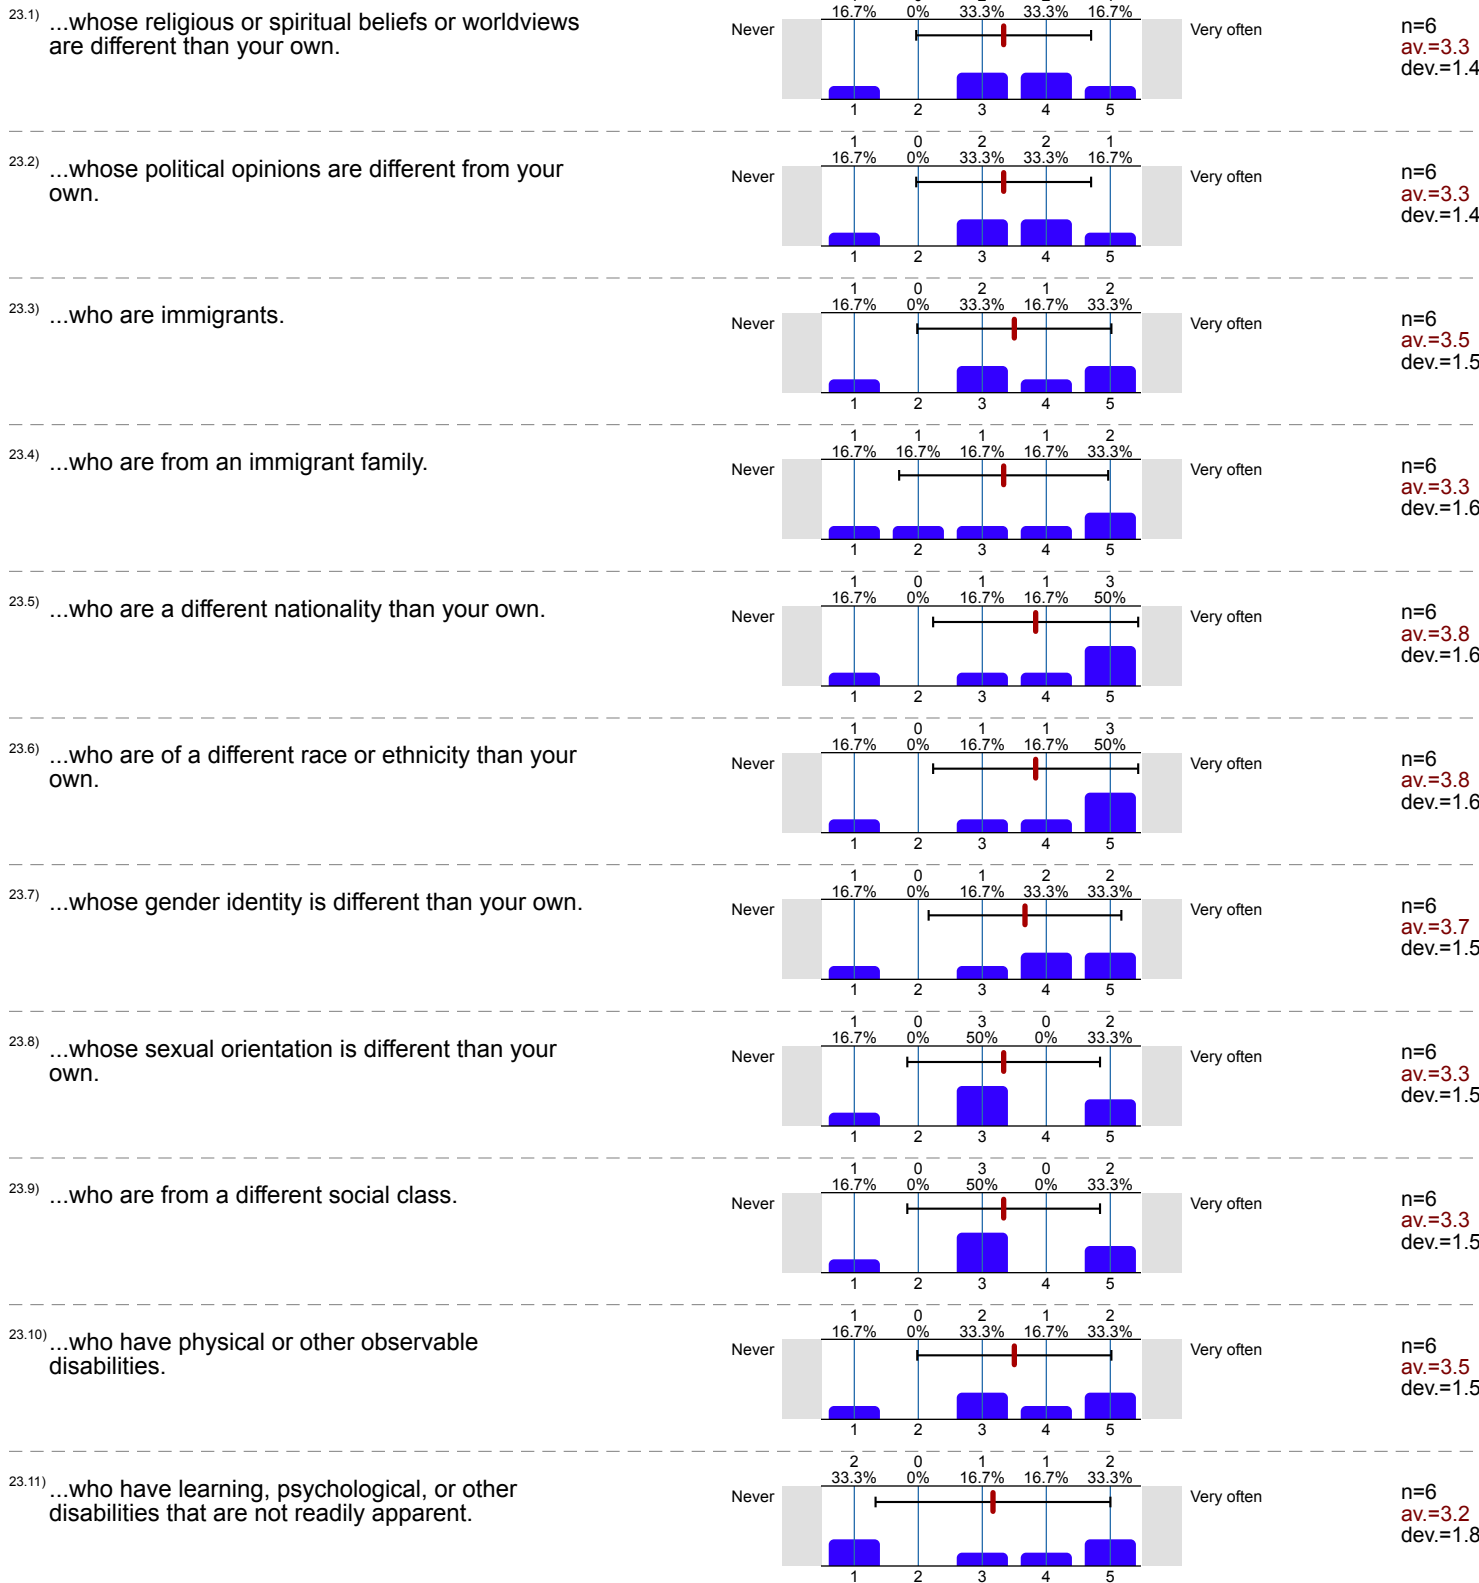 16.7% 0% 33.3% 33.3% 16.7%
23.1) ...whose religious or spiritual beliefs or worldviews
are different than your own.
Never Very often
n=6
av.=3.3
dev.=1.4
1 2 3 4 5
1 0 2 2 1
16.7% 0% 33.3% 33.3% 16.7%
23.2) ...whose political opinions are different from your
own.
Never Very often
n=6
av.=3.3
dev.=1.4
1 2 3 4 5
1 0 2 1 2
16.7% 0% 33.3% 16.7% 33.3%
23.3) ...who are immigrants.
Never Very often
n=6
av.=3.5
dev.=1.5
1 2 3 4 5
1 1 1 1 2
16.7% 16.7% 16.7% 16.7% 33.3%
23.4) ...who are from an immigrant family.
Never Very often
n=6
av.=3.3
dev.=1.6
1 2 3 4 5
1 0 1 1 3
16.7% 0% 16.7% 16.7% 50%
23.5) ...who are a different nationality than your own.
Never Very often
n=6
av.=3.8
dev.=1.6
1 2 3 4 5
1 0 1 1 3
16.7% 0% 16.7% 16.7% 50%
23.6) ...who are of a different race or ethnicity than your
own.
Never Very often
n=6
av.=3.8
dev.=1.6
1 2 3 4 5
1 0 1 2 2
16.7% 0% 16.7% 33.3% 33.3%
23.7) ...whose gender identity is different than your own.
Never Very often
n=6
av.=3.7
dev.=1.5
1 2 3 4 5
1 0 3 0 2
16.7% 0% 50% 0% 33.3%
23.8) ...whose sexual orientation is different than your
own.
Never Very often
n=6
av.=3.3
dev.=1.5
1 2 3 4 5
1 0 3 0 2
16.7% 0% 50% 0% 33.3%
23.9) ...who are from a different social class.
Never Very often
n=6
av.=3.3
dev.=1.5
1 2 3 4 5
1 0 2 1 2
16.7% 0% 33.3% 16.7% 33.3%
23.10) ...who have physical or other observable
disabilities.
Never Very often
n=6
av.=3.5
dev.=1.5
1 2 3 4 5
2 0 1 1 2
33.3% 0% 16.7% 16.7% 33.3%
23.11) ...who have learning, psychological, or other
disabilities that are not readily apparent.
Never Very often
n=6
av.=3.2
dev.=1.8
1 2 3 4 5